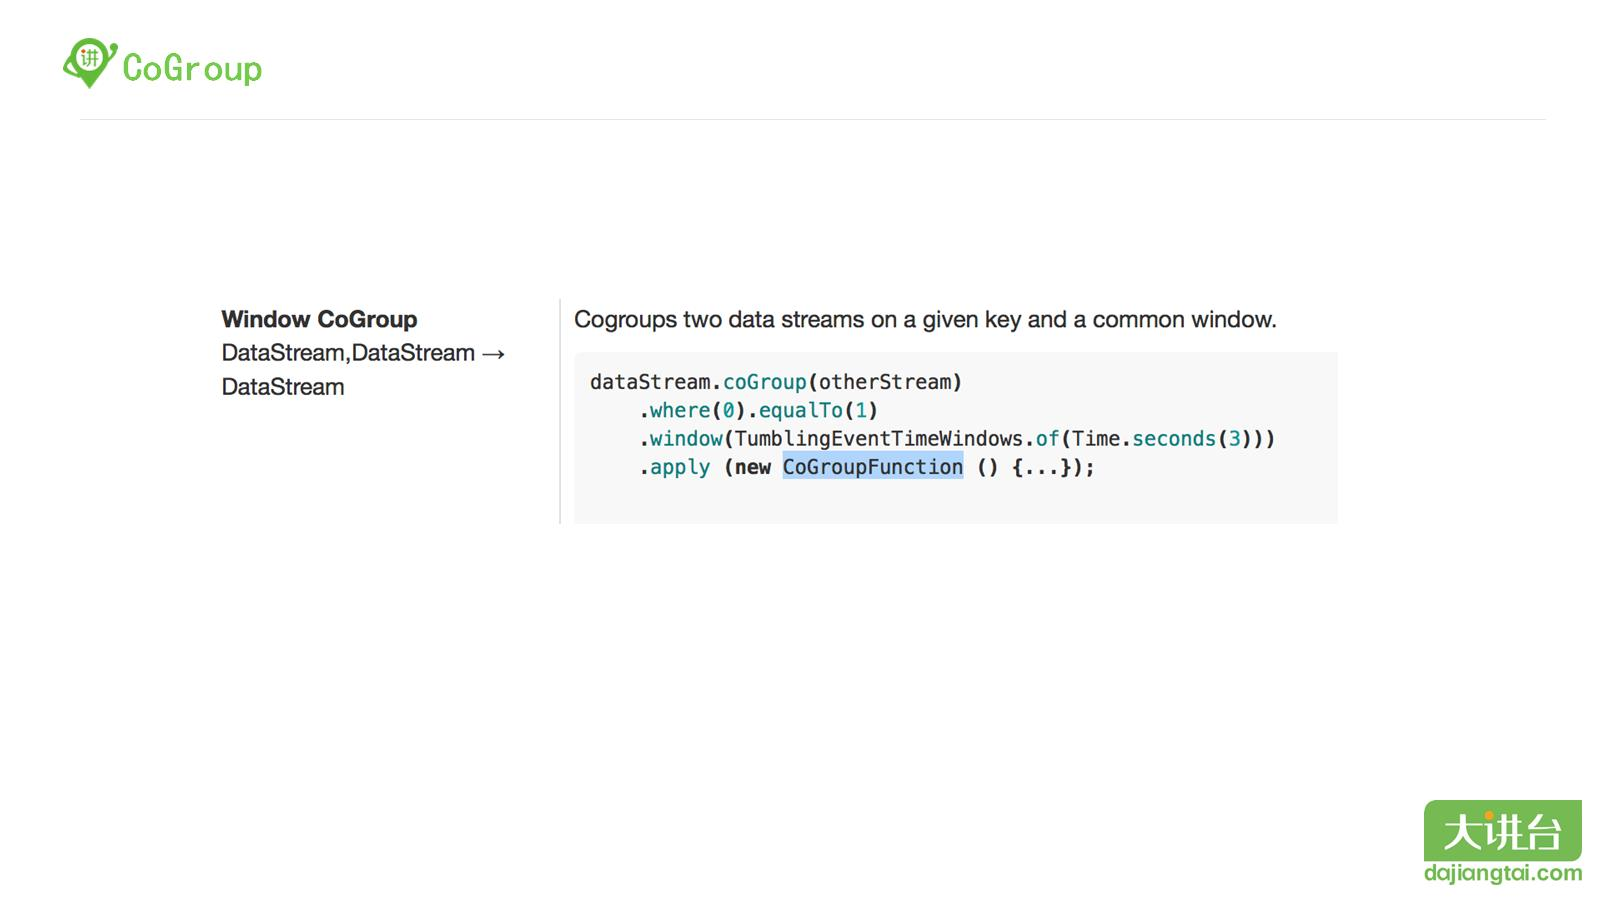 讲 CoGroup
Window CoGroup
DataStream,DataStream →
DataStream
Cogroups two data streams on a given key and a common window.
dataStream.coGroup(otherStream)
    .where(0).equalTo(1)
    .window(TumblingEventTimeWindows.of(Time.seconds(3)))
    .apply (new CoGroupFunction () {...});
大讲台
dajiangtai.com